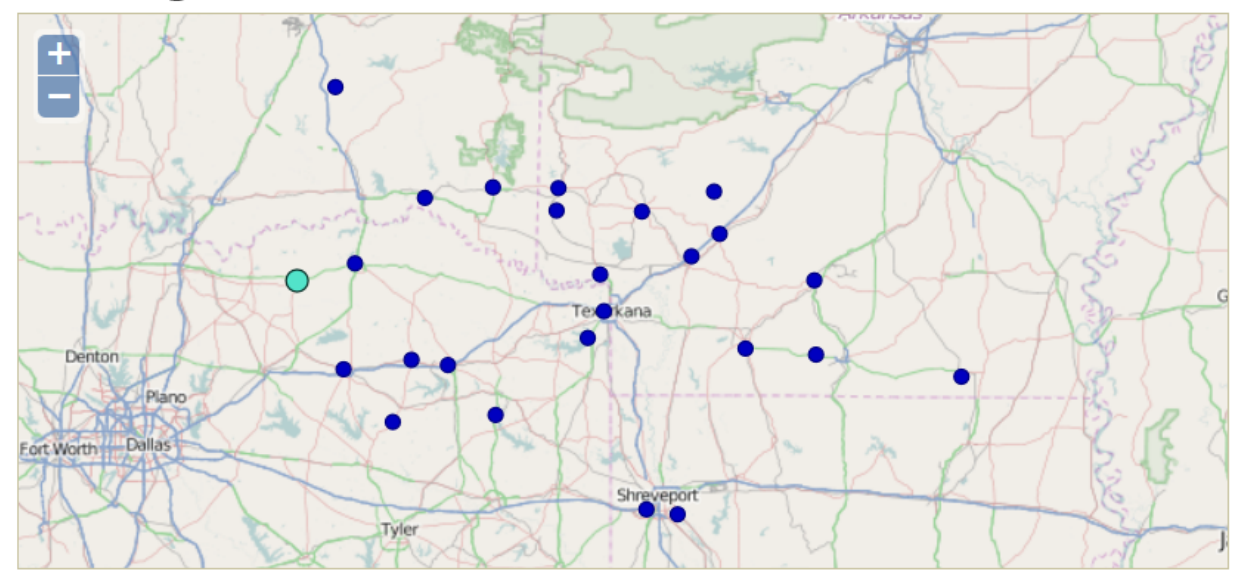 Arkansas
+
−
Texarkana
G
Denton
Plano
Fort Worth
Dallas
Shreveport
Tyler
J